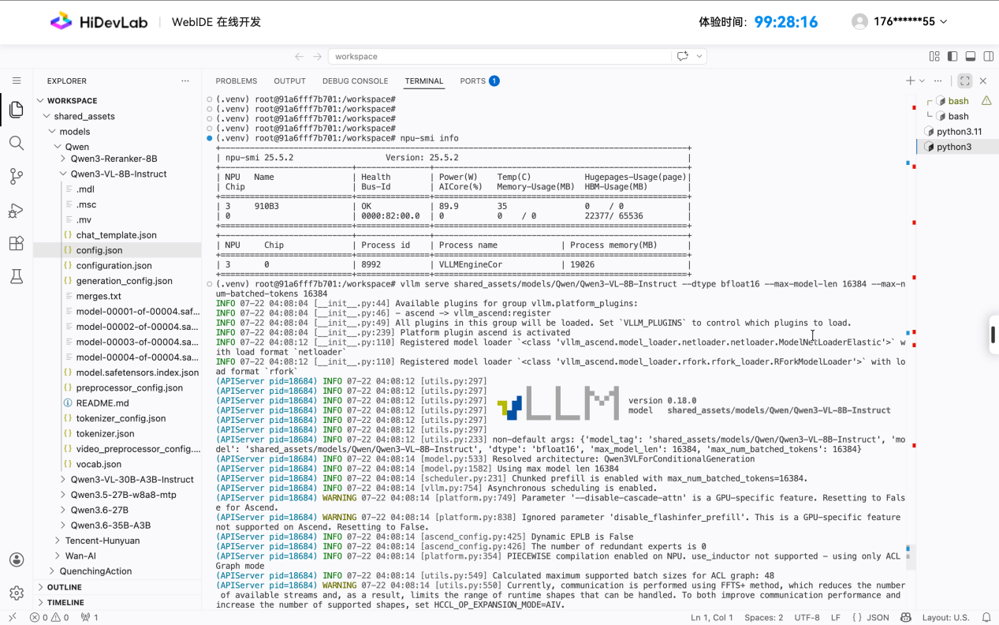 HiDevLab
WebIDE 在线开发
体验时间：
99:28:16
176******55
workspace
EXPLORER
PROBLEMS
OUTPUT
DEBUG CONSOLE
TERMINAL
PORTS
1
WORKSPACE
shared_assets
models
Qwen
Qwen3-Reranker-8B
Qwen3-VL-8B-Instruct
.mdl
.msc
.mv
chat_template.json
config.json
configuration.json
generation_config.json
merges.txt
model-00001-of-00004.saf...
model-00002-of-00004.sa...
model-00003-of-00004.sa...
model-00004-of-00004.sa...
model.safetensors.index.json
preprocessor_config.json
README.md
tokenizer_config.json
tokenizer.json
video_preprocessor_config....
vocab.json
Qwen3-VL-30B-A3B-Instruct
Qwen3.5-27B-w8a8-mtp
Qwen3.6-27B
Qwen3.6-35B-A3B
Tencent-Hunyuan
Wan-AI
QuenchingAction
OUTLINE
TIMELINE
(.venv) root@91a6fff7b701:/workspace#
(.venv) root@91a6fff7b701:/workspace#
(.venv) root@91a6fff7b701:/workspace#
(.venv) root@91a6fff7b701:/workspace#
(.venv) root@91a6fff7b701:/workspace# npu-smi info
| npu-smi 25.5.2 Version: 25.5.2 |
| NPU Name | Health | Power(W) Temp(C) Hugepages-Usage(page)|
| Chip | Bus-Id | AICore(%) Memory-Usage(MB) HBM-Usage(MB) |
| 3 910B3 | OK | 89.9 35 0 / 0 |
| 0 | 0000:82:00.0 | 0 0 / 0 22377/ 65536 |
| NPU Chip | Process id | Process name | Process memory(MB) |
| 3 0 | 8992 | VLLMEngineCor | 19026 |
(.venv) root@91a6fff7b701:/workspace# vllm serve shared_assets/models/Qwen/Qwen3-VL-8B-Instruct --dtype bfloat16 --max-model-len 16384 --max-n
um-batched-tokens 16384
INFO 07-22 04:08:04 [__init__.py:44] Available plugins for group vllm.platform_plugins:
INFO 07-22 04:08:04 [__init__.py:46] - ascend -> vllm_ascend:register
INFO 07-22 04:08:04 [__init__.py:49] All plugins in this group will be loaded. Set `VLLM_PLUGINS` to control which plugins to load.
INFO 07-22 04:08:04 [__init__.py:239] Platform plugin ascend is activated
INFO 07-22 04:08:12 [__init__.py:110] Registered model loader `<class 'vllm_ascend.model_loader.netloader.netloader.ModelNetLoaderElastic'>` w
ith load format `netloader`
INFO 07-22 04:08:12 [__init__.py:110] Registered model loader `<class 'vllm_ascend.model_loader.rfork.rfork_loader.RForkModelLoader'>` with lo
ad format `rfork`
(APIServer pid=18684) INFO 07-22 04:08:12 [utils.py:297]
(APIServer pid=18684) INFO 07-22 04:08:12 [utils.py:297]
(APIServer pid=18684) INFO 07-22 04:08:12 [utils.py:297] version 0.18.0
(APIServer pid=18684) INFO 07-22 04:08:12 [utils.py:297] model shared_assets/models/Qwen/Qwen3-VL-8B-Instruct
(APIServer pid=18684) INFO 07-22 04:08:12 [utils.py:297]
(APIServer pid=18684) INFO 07-22 04:08:12 [utils.py:297]
LLM
(APIServer pid=18684) INFO 07-22 04:08:12 [utils.py:233] non-default args: {'model_tag': 'shared_assets/models/Qwen/Qwen3-VL-8B-Instruct', 'mo
del': 'shared_assets/models/Qwen/Qwen3-VL-8B-Instruct', 'dtype': 'bfloat16', 'max_model_len': 16384, 'max_num_batched_tokens': 16384}
(APIServer pid=18684) INFO 07-22 04:08:14 [model.py:533] Resolved architecture: Qwen3VLForConditionalGeneration
(APIServer pid=18684) INFO 07-22 04:08:14 [model.py:1582] Using max model len 16384
(APIServer pid=18684) INFO 07-22 04:08:14 [scheduler.py:231] Chunked prefill is enabled with max_num_batched_tokens=16384.
(APIServer pid=18684) INFO 07-22 04:08:14 [vllm.py:754] Asynchronous scheduling is enabled.
(APIServer pid=18684) WARNING 07-22 04:08:14 [platform.py:749] Parameter '--disable-cascade-attn' is a GPU-specific feature. Resetting to Fals
e for Ascend.
(APIServer pid=18684) WARNING 07-22 04:08:14 [platform.py:838] Ignored parameter 'disable_flashinfer_prefill'. This is a GPU-specific feature
not supported on Ascend. Resetting to False.
(APIServer pid=18684) INFO 07-22 04:08:14 [ascend_config.py:425] Dynamic EPLB is False
(APIServer pid=18684) INFO 07-22 04:08:14 [ascend_config.py:426] The number of redundant experts is 0
(APIServer pid=18684) INFO 07-22 04:08:14 [platform.py:354] PIECEWISE compilation enabled on NPU. use_inductor not supported - using only ACL
Graph mode
(APIServer pid=18684) INFO 07-22 04:08:14 [utils.py:549] Calculated maximum supported batch sizes for ACL graph: 48
(APIServer pid=18684) WARNING 07-22 04:08:14 [utils.py:550] Currently, communication is performed using FFTS+ method, which reduces the number
of available streams and, as a result, limits the range of runtime shapes that can be handled. To both improve communication performance and
increase the number of supported shapes, set HCCL_OP_EXPANSION_MODE=AIV.
bash
bash
python3.11
python3
0
0
1
Ln 1, Col 1
Spaces: 2
UTF-8
LF
{ } JSON
Layout: U.S.